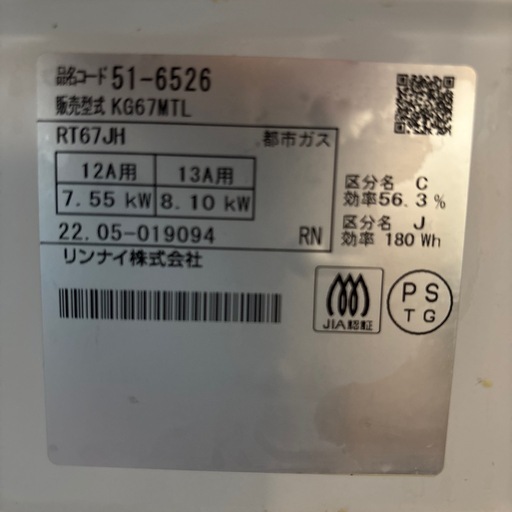 品名コード 51-6526
販売型式 KG67MTL
RT67JH 都市ガス
12A用 13A用
7.55 kW 8.10 kW
区分名 C
効率56.3%
区分名 J
効率 180 Wh
22.05-019094 RN
リンナイ株式会社
JIA認証
PS
TG